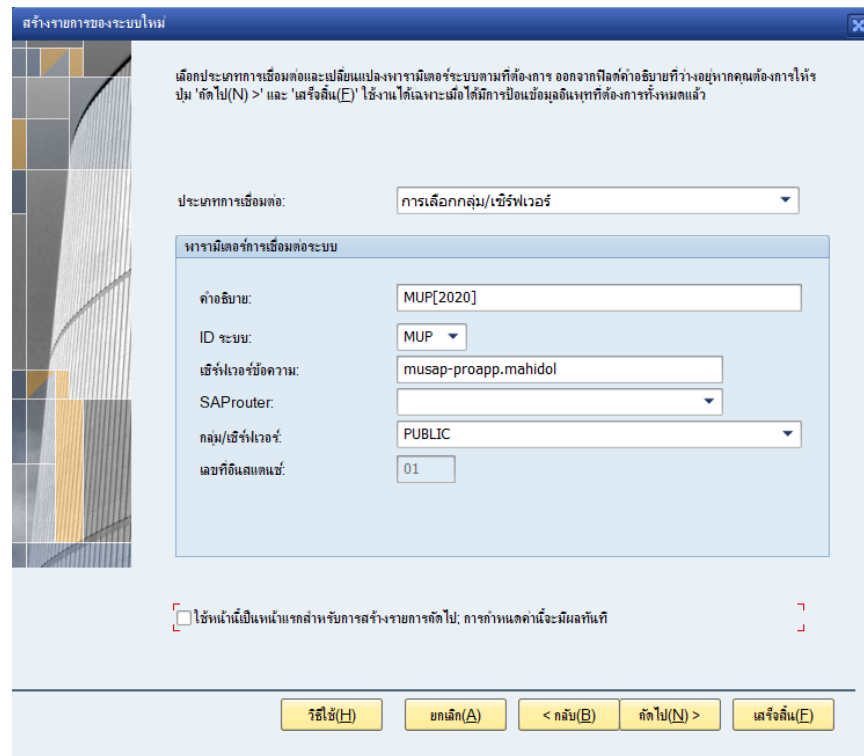 สร้างรายการของระบบใหม่
เลือกประเภทการเชื่อมต่อและเปลี่ยนแปลงพารามิเตอร์ระบบตามที่ต้องการ ออกจากฟิลด์คำอธิบายที่ว่างอยู่หากคุณต้องการให้ร
ปุ่ม 'ถัดไป(N) >' และ 'เสร็จสิ้น(F)' ใช้งานได้เฉพาะเมื่อได้มีการป้อนข้อมูลอินพุทที่ต้องการทั้งหมดแล้ว
ประเภทการเชื่อมต่อ: การเลือกกลุ่ม/เซิร์ฟเวอร์
พารามิเตอร์การเชื่อมต่อระบบ
คำอธิบาย: MUP[2020]
ID ระบบ: MUP
เซิร์ฟเวอร์ข้อความ: musap-proapp.mahidol
SAProuter:
กลุ่ม/เซิร์ฟเวอร์: PUBLIC
เลขที่อินสแตนซ์: 01
ใช้หน้านี้เป็นหน้าแรกสำหรับการสร้างรายการถัดไป; การกำหนดค่านี้จะมีผลทันที
วิธีใช้(H) ยกเลิก(A) < กลับ(B) ถัดไป(N) > เสร็จสิ้น(F)